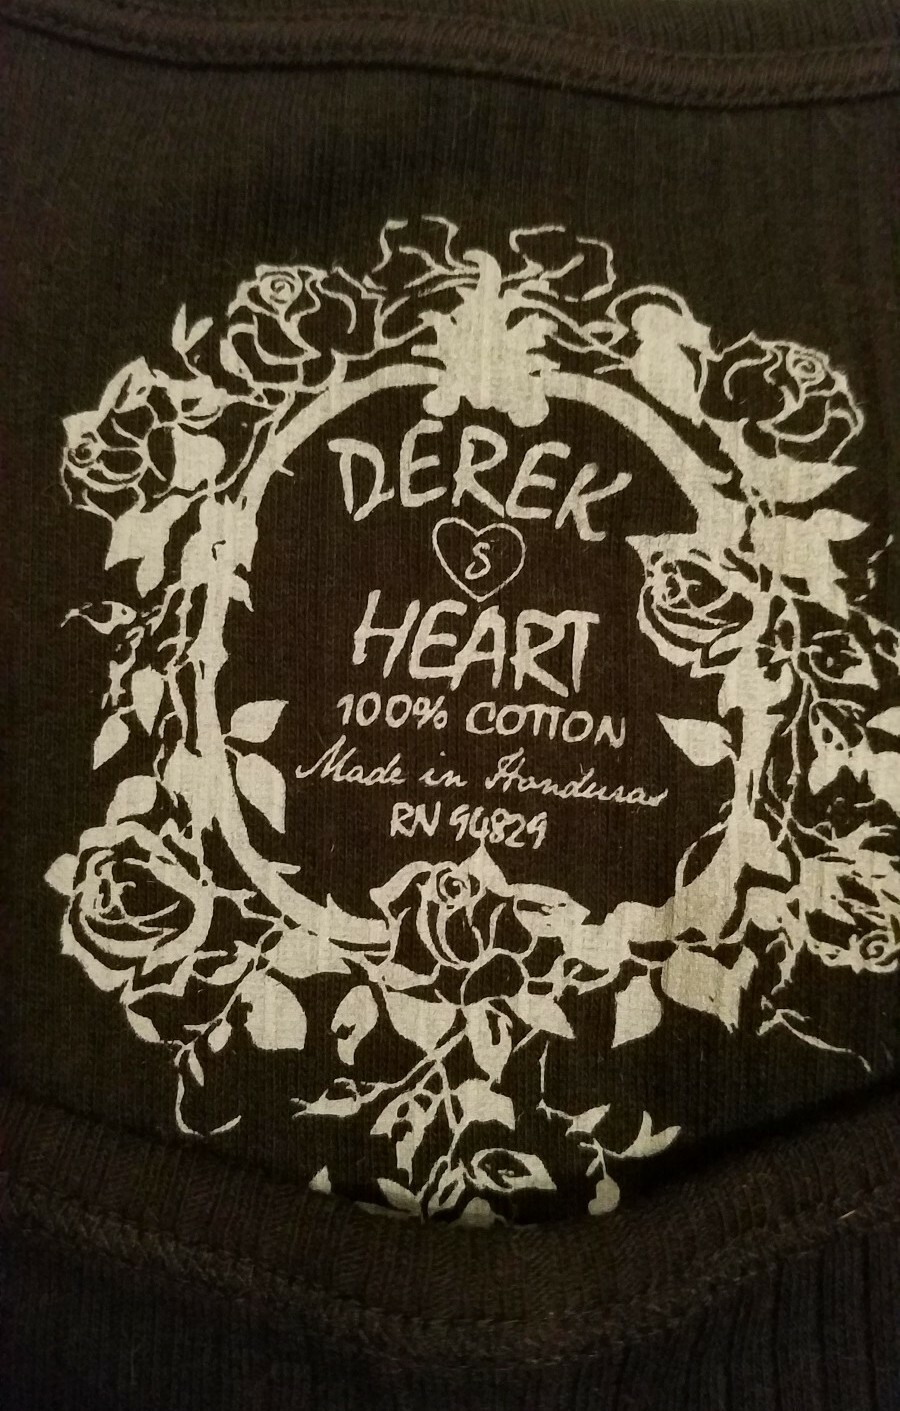 DEREK
S
HEART
100% COTTON
Made in Honduras
RN 94829